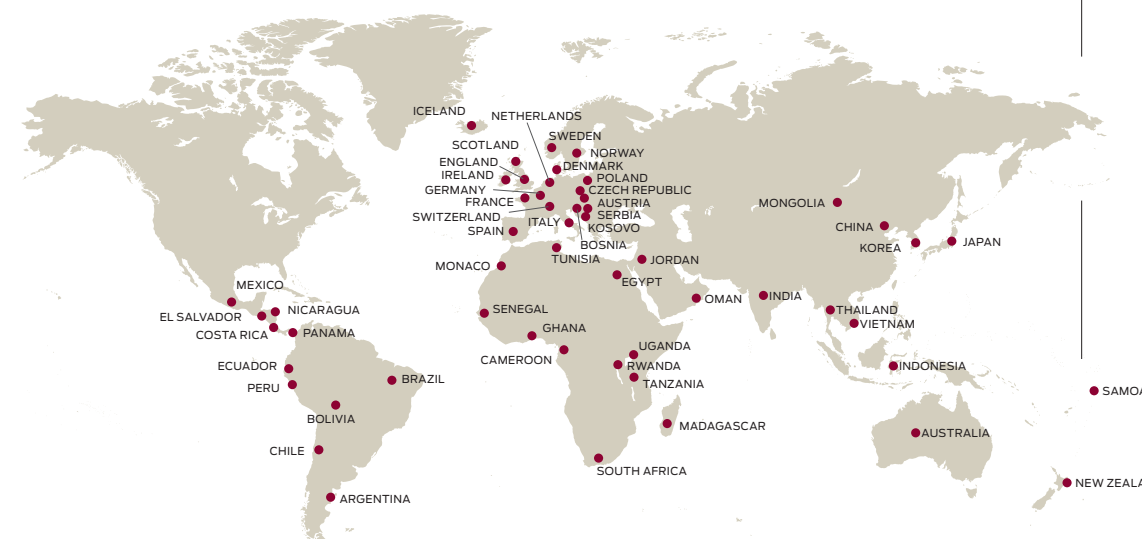 ICELAND
NETHERLANDS
SWEDEN
SCOTLAND
NORWAY
ENGLAND
DENMARK
IRELAND
POLAND
GERMANY
CZECH REPUBLIC
FRANCE
AUSTRIA
SWITZERLAND
SERBIA
ITALY
KOSOVO
SPAIN
BOSNIA
TUNISIA
MONACO
JORDAN
EGYPT
MONGOLIA
CHINA
KOREA
JAPAN
MEXICO
OMAN
INDIA
NICARAGUA
SENEGAL
THAILAND
EL SALVADOR
VIETNAM
COSTA RICA
PANAMA
GHANA
CAMEROON
UGANDA
ECUADOR
RWANDA
INDONESIA
PERU
BRAZIL
TANZANIA
SAMOA
BOLIVIA
MADAGASCAR
AUSTRALIA
CHILE
SOUTH AFRICA
NEW ZEALA
ARGENTINA